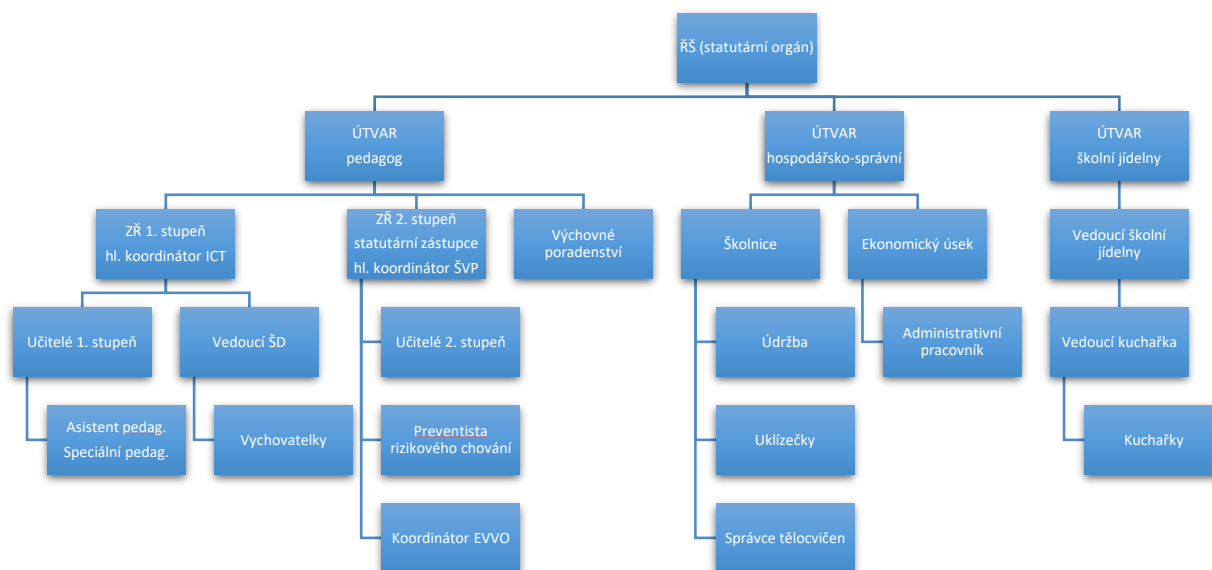 ŘŠ (statutární orgán)
ÚTVAR
pedagog
ÚTVAR
hospodářsko-správní
ÚTVAR
školní jídelny
ZŘ 1. stupeň
hl. koordinátor ICT
ZŘ 2. stupeň
statutární zástupce
hl. koordinátor ŠVP
Výchovné
poradenství
Školnice
Ekonomický úsek
Vedoucí školní
jídelny
Učitelé 1. stupeň
Vedoucí ŠD
Učitelé 2. stupeň
Údržba
Administrativní
pracovník
Vedoucí kuchařka
Asistent pedag.
Speciální pedag.
Vychovatelky
Preventista
rizikového chování
Uklízečky
Kuchařky
Koordinátor EVVO
Správce tělocvičen